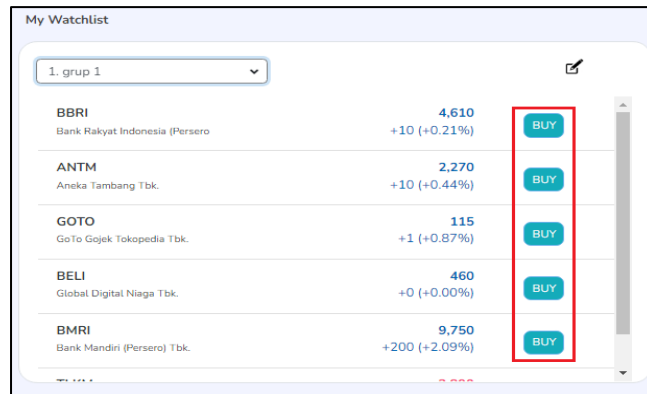 My Watchlist
1. grup 1
BBRI 4,610 BUY
Bank Rakyat Indonesia (Persero +10 (+0.21%)
ANTM 2,270 BUY
Aneka Tambang Tbk. +10 (+0.44%)
GOTO 115 BUY
GoTo Gojek Tokopedia Tbk. +1 (+0.87%)
BELI 460 BUY
Global Digital Niaga Tbk. +0 (+0.00%)
BMRI 9,750 BUY
Bank Mandiri (Persero) Tbk. +200 (+2.09%)